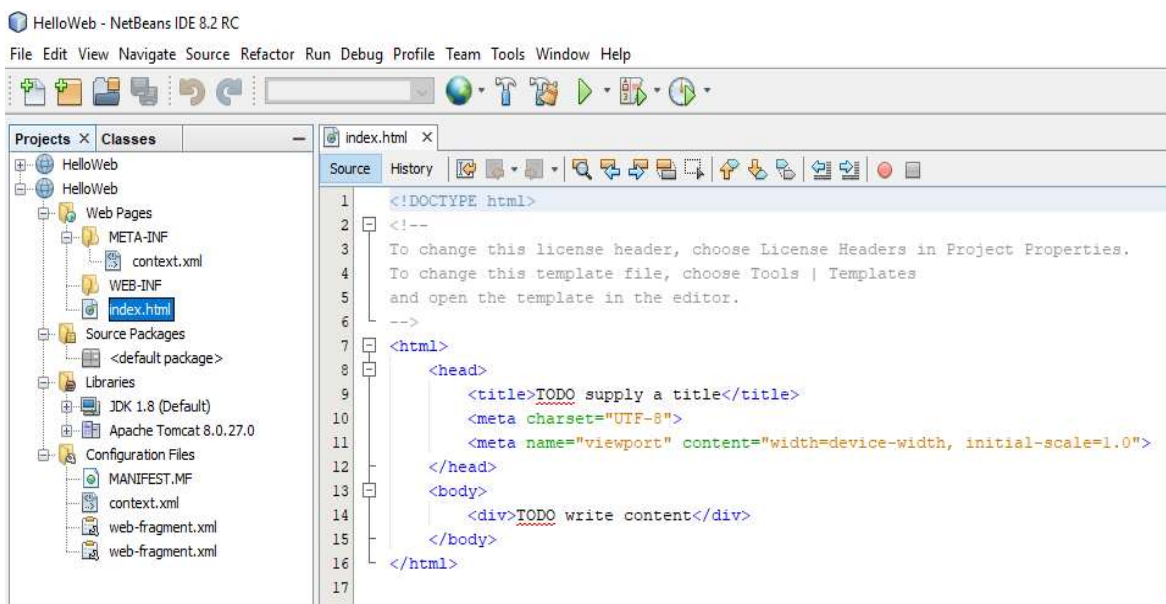 HelloWeb - NetBeans IDE 8.2 RC
File Edit View Navigate Source Refactor Run Debug Profile Team Tools Window Help
Projects Classes
HelloWeb
HelloWeb
Web Pages
META-INF
context.xml
WEB-INF
index.html
Source Packages
<default package>
Libraries
JDK 1.8 (Default)
Apache Tomcat 8.0.27.0
Configuration Files
MANIFEST.MF
context.xml
web-fragment.xml
web-fragment.xml
index.html
Source History
1 <!DOCTYPE html>
2 <!--
3 To change this license header, choose License Headers in Project Properties.
4 To change this template file, choose Tools | Templates
5 and open the template in the editor.
6 -->
7 <html>
8 <head>
9 <title>TODO supply a title</title>
10 <meta charset="UTF-8">
11 <meta name="viewport" content="width=device-width, initial-scale=1.0">
12 </head>
13 <body>
14 <div>TODO write content</div>
15 </body>
16 </html>
17